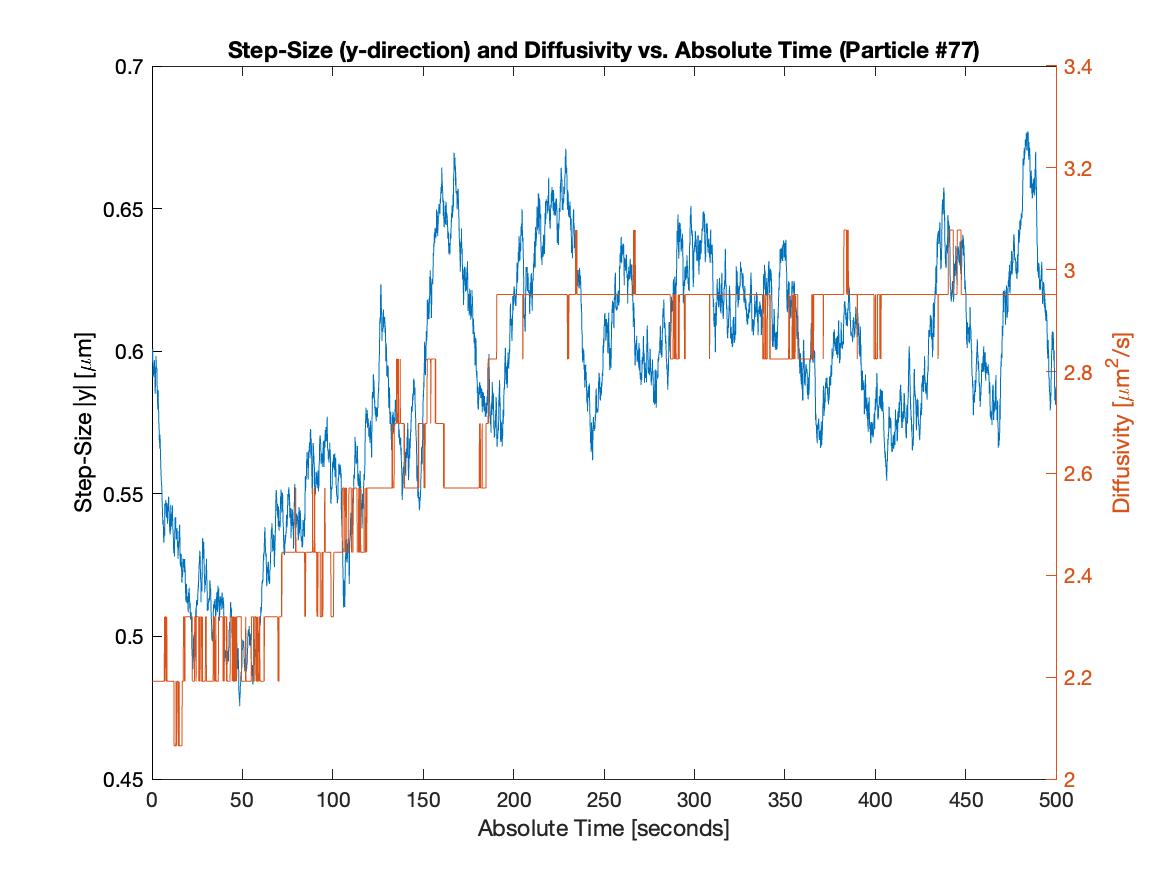 Step-Size (y-direction) and Diffusivity vs. Absolute Time (Particle #77)
0.7
0.65
0.6
0.55
0.5
0.45
Step-Size |y| [μm]
3.4
3.2
3
2.8
2.6
2.4
2.2
2
Diffusivity [μm²/s]
0 50 100 150 200 250 300 350 400 450 500
Absolute Time [seconds]